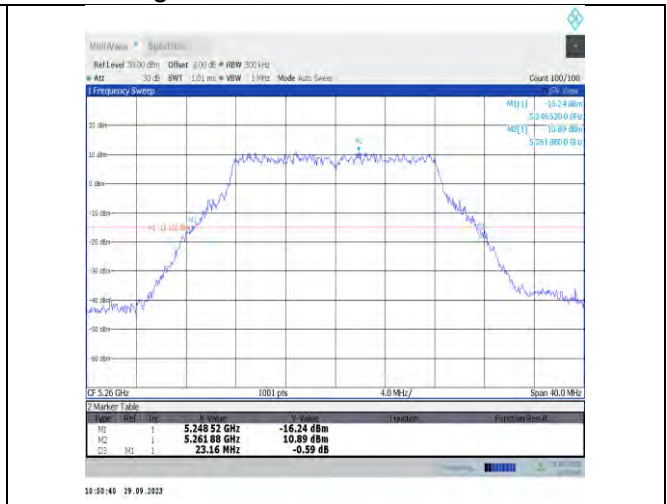 MultiView Spectrum
Ref Level 30.00 dBm Offset 2.00 dB RBW 300 kHz
Att 30 dB SWT 1.01 ms VBW 1 MHz Mode Auto Sweep Count 100/100
1 Frequency Sweep
M1[1] -16.24 dBm
5.248520 0 GHz
M2[1] 10.89 dBm
5.261880 0 GHz
20 dBm
M2
10 dBm
0 dBm
-10 dBm
M1
-20 dBm
-30 dBm
-40 dBm
-50 dBm
-60 dBm
CF 5.26 GHz 1001 pts 4.0 MHz/ Span 40.0 MHz
2 Marker Table
Type Ref Trc X-Value Y-Value Function Function Result
M1 1 5.248 52 GHz -16.24 dBm
M2 1 5.261 88 GHz 10.89 dBm
D3 M1 1 23.16 MHz -0.59 dB
10:50:40 29.09.2023